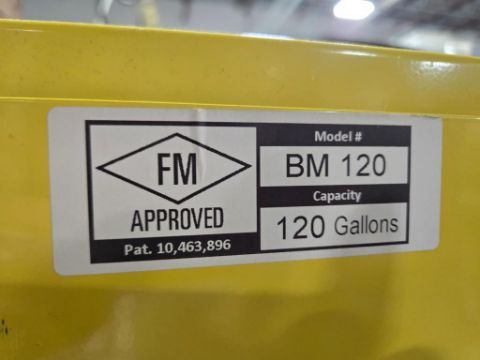 FM
APPROVED
Pat. 10,463,896
Model #
BM 120
Capacity
120 Gallons